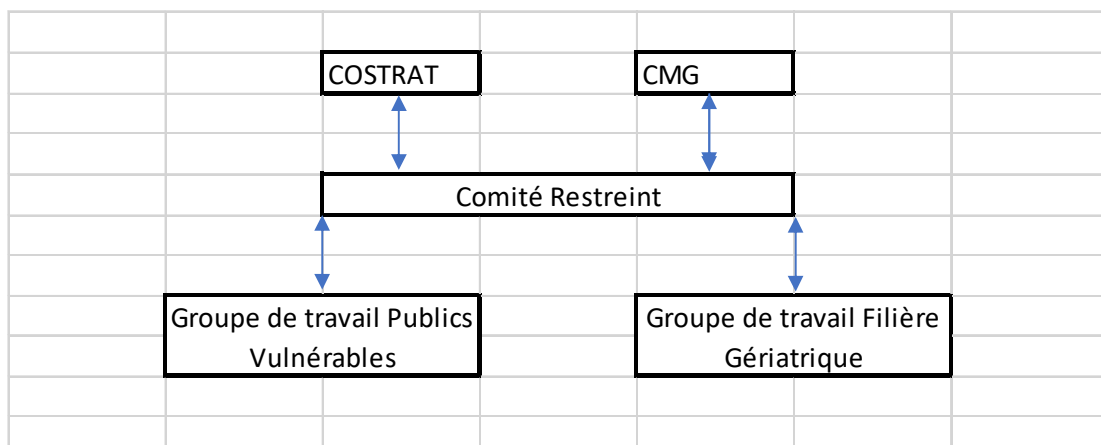 COSTRAT
CMG
Comité Restreint
Groupe de travail Publics
Vulnérables
Groupe de travail Filière
Gériatrique